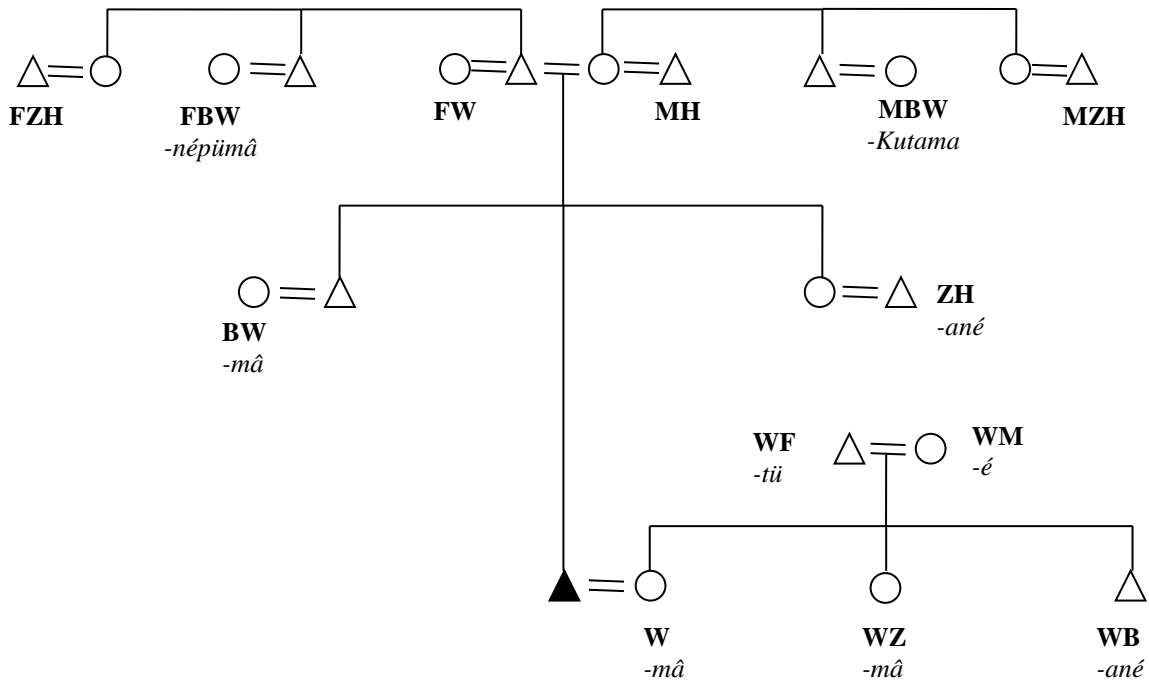 FZH
FBW
-népümâ
FW
MH
MBW
-Kutama
MZH
BW
-mâ
ZH
-ané
WF
-tü
WM
-é
W
-mâ
WZ
-mâ
WB
-ané